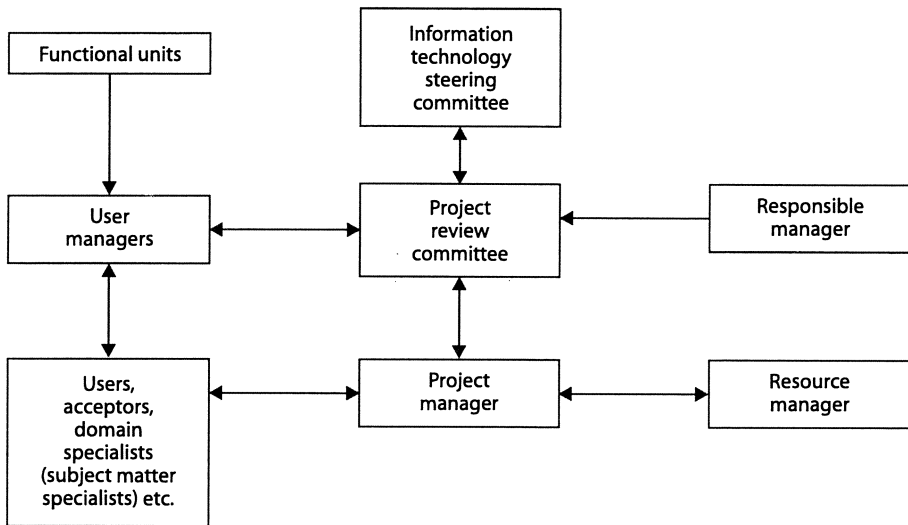 Functional units
Information
technology
steering
committee
User
managers
Project
review
committee
Responsible
manager
Users,
acceptors,
domain
specialists
(subject matter
specialists) etc.
Project
manager
Resource
manager